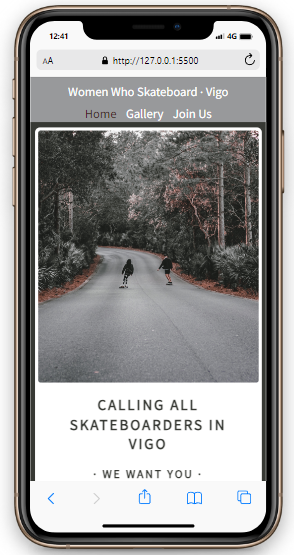 12:41
4G
AA
http://127.0.0.1:5500
Women Who Skateboard · Vigo
Home Gallery Join Us
CALLING ALL
SKATEBOARDERS IN
VIGO
· WE WANT YOU ·